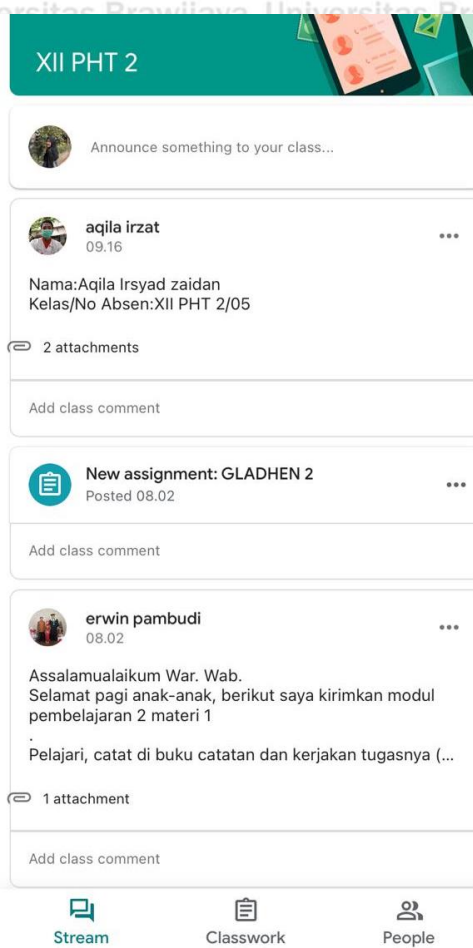 XII PHT 2
Announce something to your class...
aqila irzat
09.16
Nama:Aqila Irsyad zaidan
Kelas/No Absen:XII PHT 2/05
2 attachments
Add class comment
New assignment: GLADHEN 2
Posted 08.02
Add class comment
erwin pambudi
08.02
Assalamualaikum War. Wab.
Selamat pagi anak-anak, berikut saya kirimkan modul
pembelajaran 2 materi 1
.
Pelajari, catat di buku catatan dan kerjakan tugasnya (...
1 attachment
Add class comment
Stream
Classwork
People